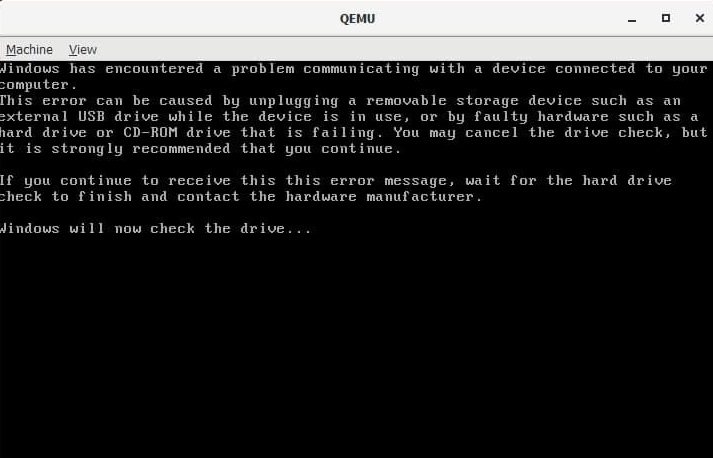 QEMU
Machine View
Windows has encountered a problem communicating with a device connected to your
computer.
This error can be caused by unplugging a removable storage device such as an
external USB drive while the device is in use, or by faulty hardware such as a
hard drive or CD-ROM drive that is failing. You may cancel the drive check, but
it is strongly recommended that you continue.
If you continue to receive this this error message, wait for the hard drive
check to finish and contact the hardware manufacturer.
Windows will now check the drive...